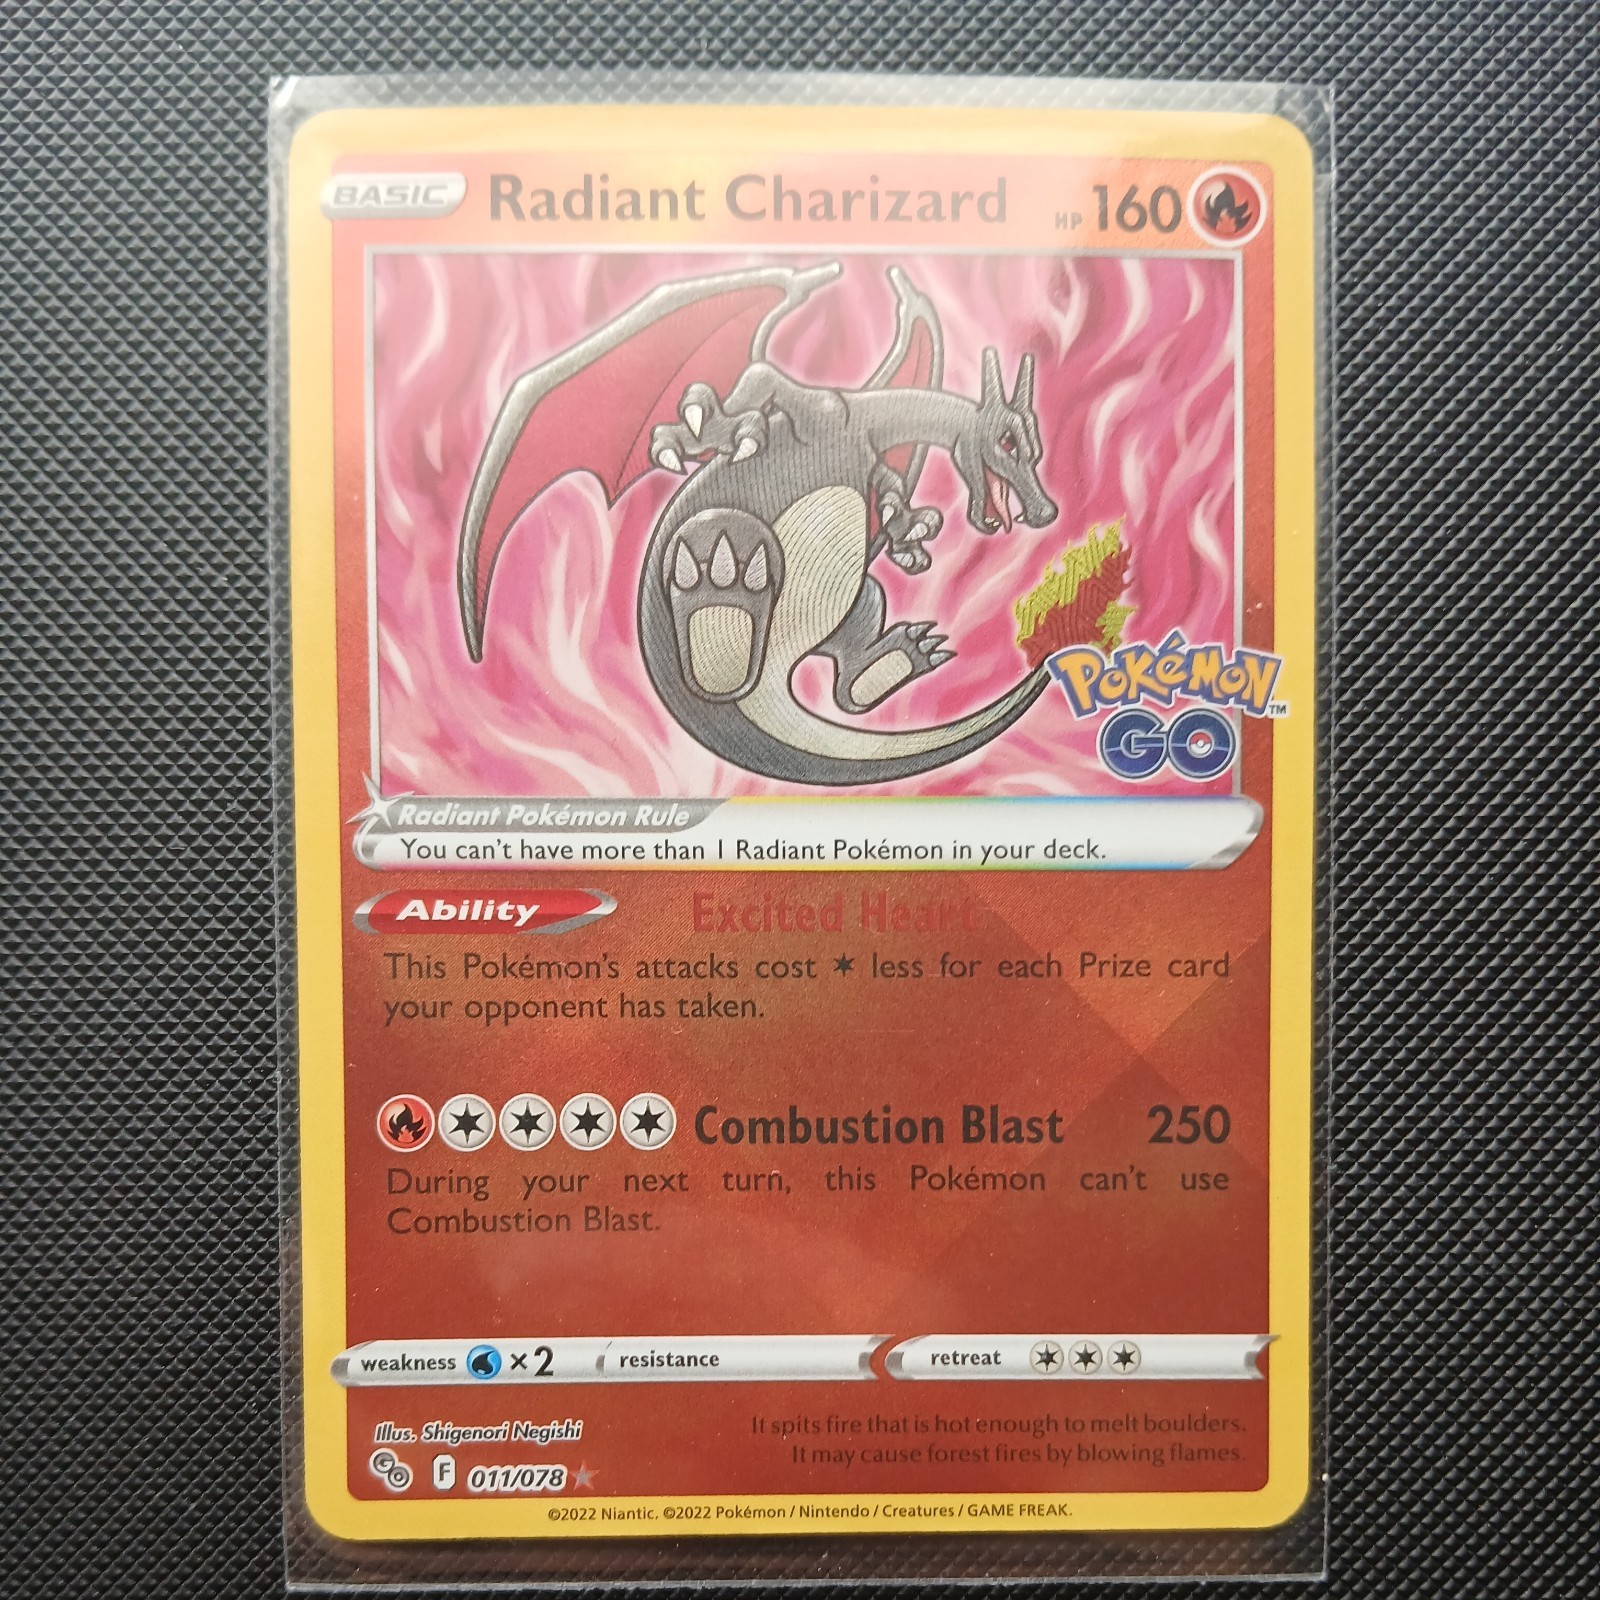 BASIC Radiant Charizard HP 160
POKéMON™
GO
Radiant Pokémon Rule
You can't have more than 1 Radiant Pokémon in your deck.
Ability Excited Heart
This Pokémon's attacks cost less for each Prize card
your opponent has taken.
Combustion Blast 250
During your next turn, this Pokémon can't use
Combustion Blast.
weakness ×2 resistance retreat
Illus. Shigenori Negishi
It spits fire that is hot enough to melt boulders.
It may cause forest fires by blowing flames.
GO F 011/078
©2022 Niantic. ©2022 Pokémon / Nintendo / Creatures / GAME FREAK.